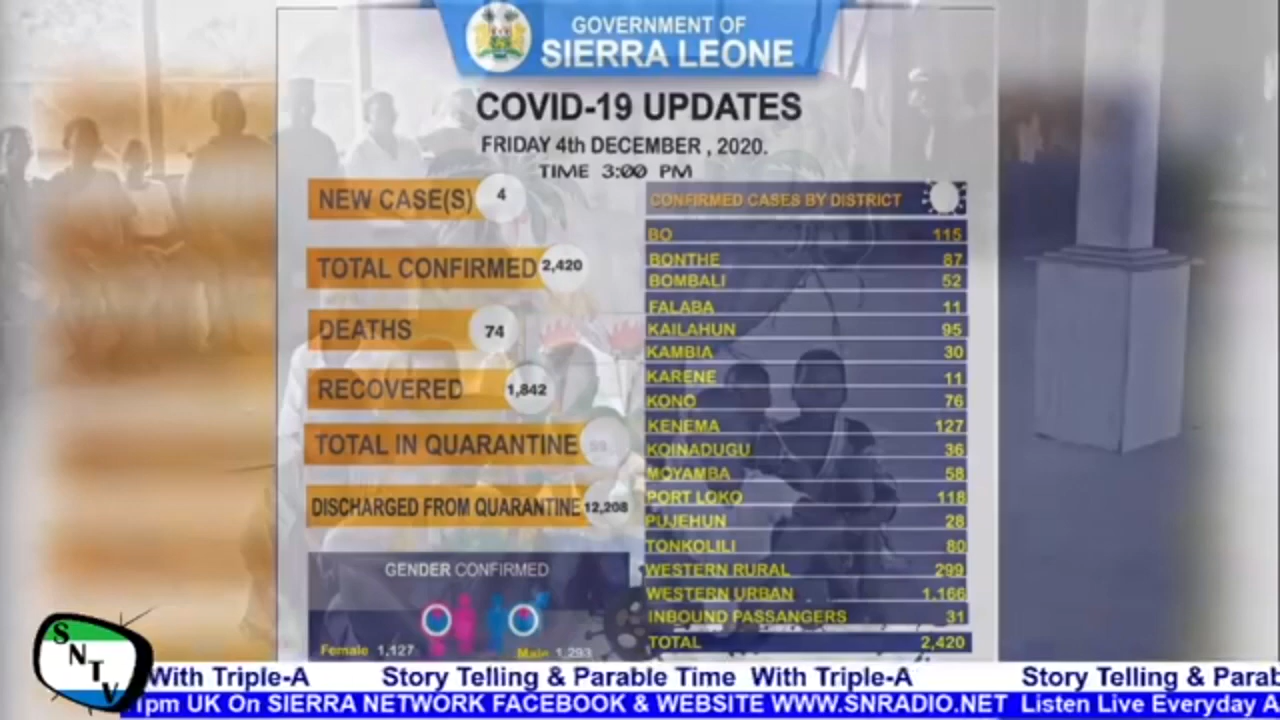 GOVERNMENT OF
SIERRA LEONE
COVID-19 UPDATES
FRIDAY 4th DECEMBER , 2020.
TIME 3:00 PM
NEW CASE(S) 4
TOTAL CONFIRMED 2,420
DEATHS 74
RECOVERED 1,842
TOTAL IN QUARANTINE
DISCHARGED FROM QUARANTINE 12,208
GENDER CONFIRMED
Female 1,127 Male 1,293
CONFIRMED CASES BY DISTRICT
BO 115
BONTHE 87
BOMBALI 52
FALABA 11
KAILAHUN 95
KAMBIA 30
KARENE 11
KONO 76
KENEMA 127
KOINADUGU 36
MOYAMBA 58
PORT LOKO 118
PUJEHUN 28
TONKOLILI 80
WESTERN RURAL 299
WESTERN URBAN 1,166
INBOUND PASSANGERS 31
TOTAL 2,420
SNTV
With Triple-A Story Telling & Parable Time With Triple-A Story Telling & Parab
1pm UK On SIERRA NETWORK FACEBOOK & WEBSITE WWW.SNRADIO.NET Listen Live Everyday A